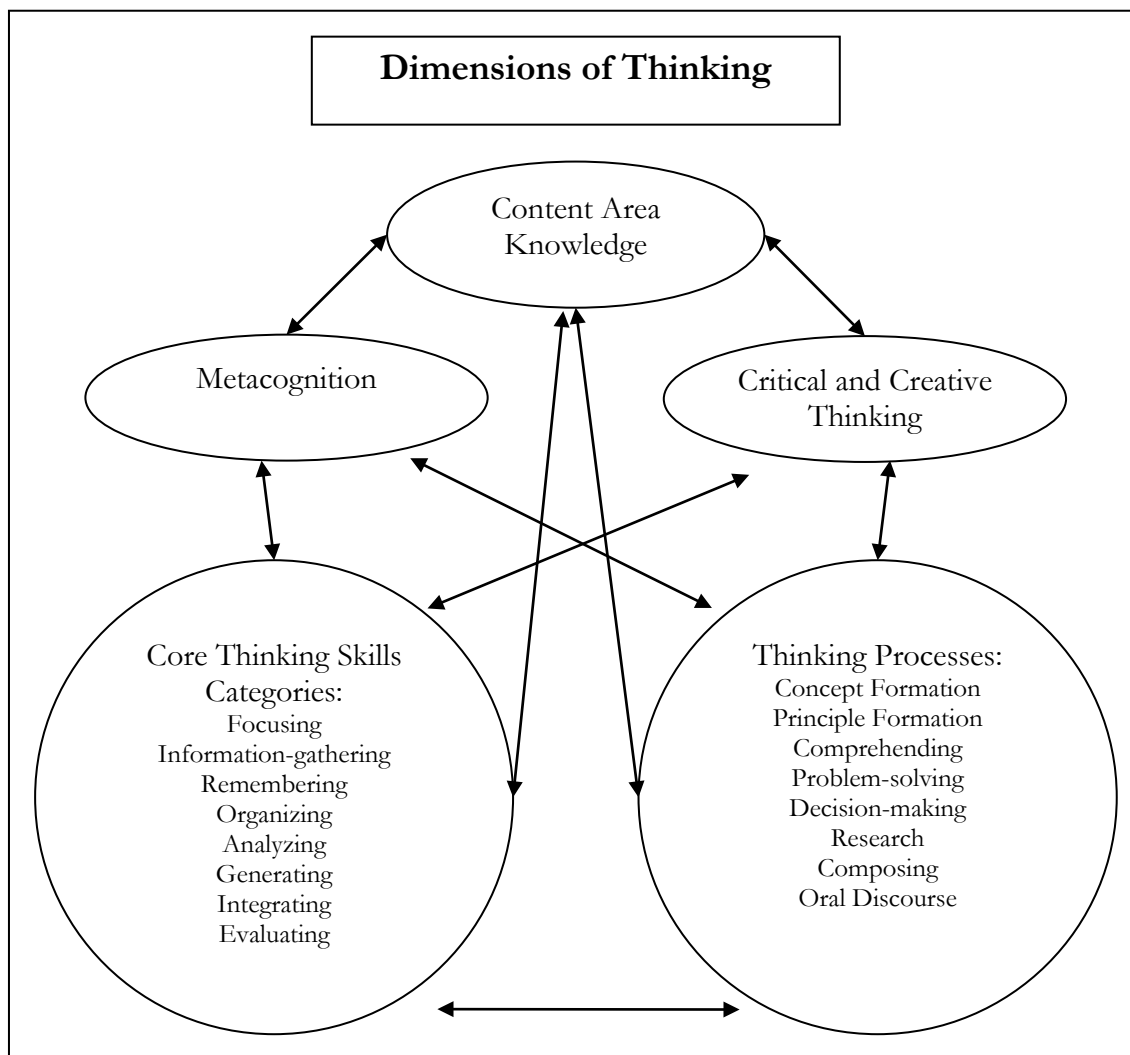 Dimensions of Thinking
Content Area
Knowledge
Metacognition
Critical and Creative
Thinking
Core Thinking Skills
Categories:
Focusing
Information-gathering
Remembering
Organizing
Analyzing
Generating
Integrating
Evaluating
Thinking Processes:
Concept Formation
Principle Formation
Comprehending
Problem-solving
Decision-making
Research
Composing
Oral Discourse